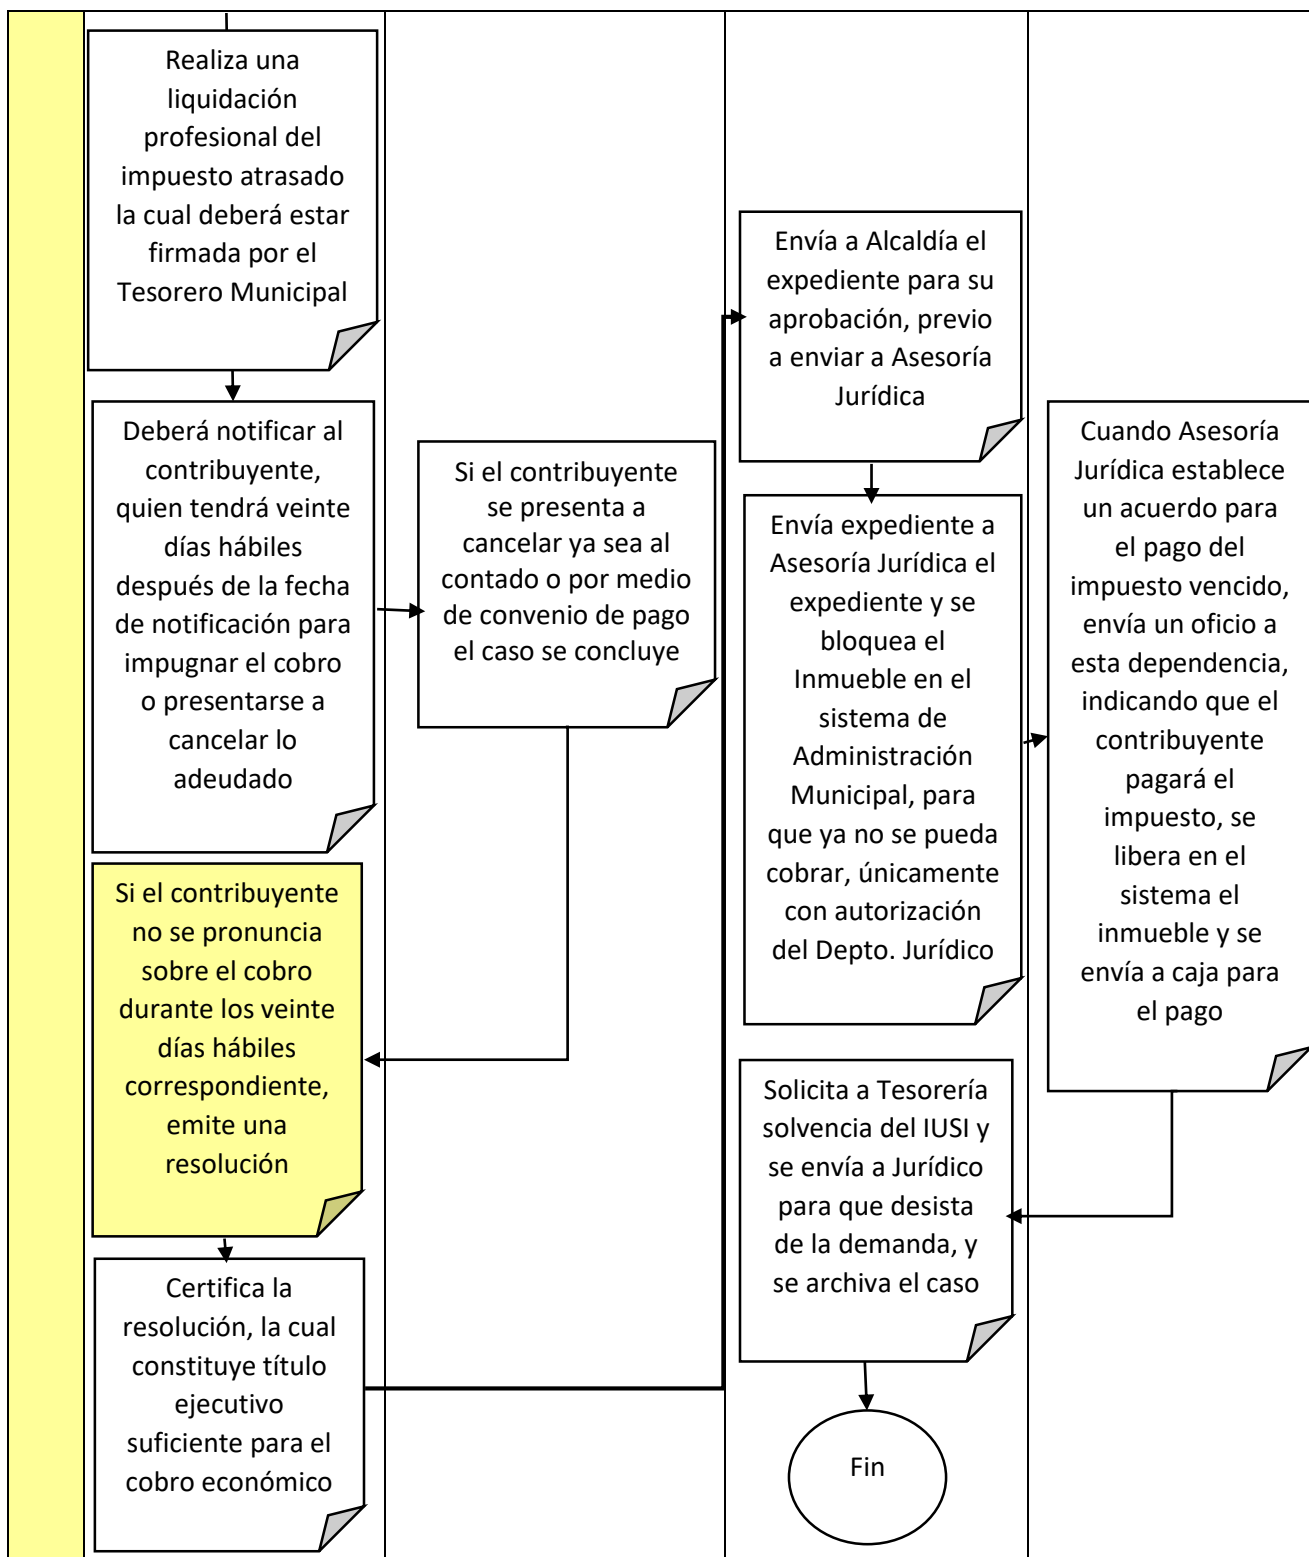 Realiza una
liquidación
profesional del
impuesto atrasado
la cual deberá estar
firmada por el
Tesorero Municipal
Deberá notificar al
contribuyente,
quien tendrá veinte
días hábiles
después de la fecha
de notificación para
impugnar el cobro
o presentarse a
cancelar lo
adeudado
Si el contribuyente
se presenta a
cancelar ya sea al
contado o por medio
de convenio de pago
el caso se concluye
Si el contribuyente
no se pronuncia
sobre el cobro
durante los veinte
días hábiles
correspondiente,
emite una
resolución
Certifica la
resolución, la cual
constituye título
ejecutivo
suficiente para el
cobro económico
Envía a Alcaldía el
expediente para su
aprobación, previo
a enviar a Asesoría
Jurídica
Envía expediente a
Asesoría Jurídica el
expediente y se
bloquea el
Inmueble en el
sistema de
Administración
Municipal, para
que ya no se pueda
cobrar, únicamente
con autorización
del Depto. Jurídico
Cuando Asesoría
Jurídica establece
un acuerdo para
el pago del
impuesto vencido,
envía un oficio a
esta dependencia,
indicando que el
contribuyente
pagará el
impuesto, se
libera en el
sistema el
inmueble y se
envía a caja para
el pago
Solicita a Tesorería
solvencia del IUSI y
se envía a Jurídico
para que desista
de la demanda, y
se archiva el caso
Fin